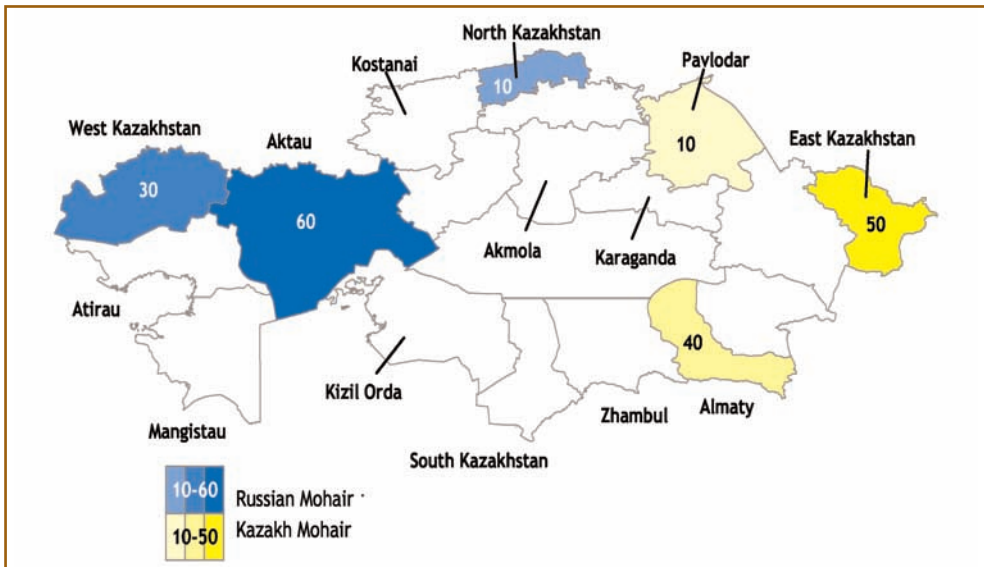 North Kazakhstan
Kostanai
Pavlodar
10
West Kazakhstan
Aktau
East Kazakhstan
10
30
60
50
Akmola
Karaganda
Atirau
40
Kizil Orda
Zhambul
Almaty
Mangistau
South Kazakhstan
10-60
Russian Mohair
10-50
Kazakh Mohair